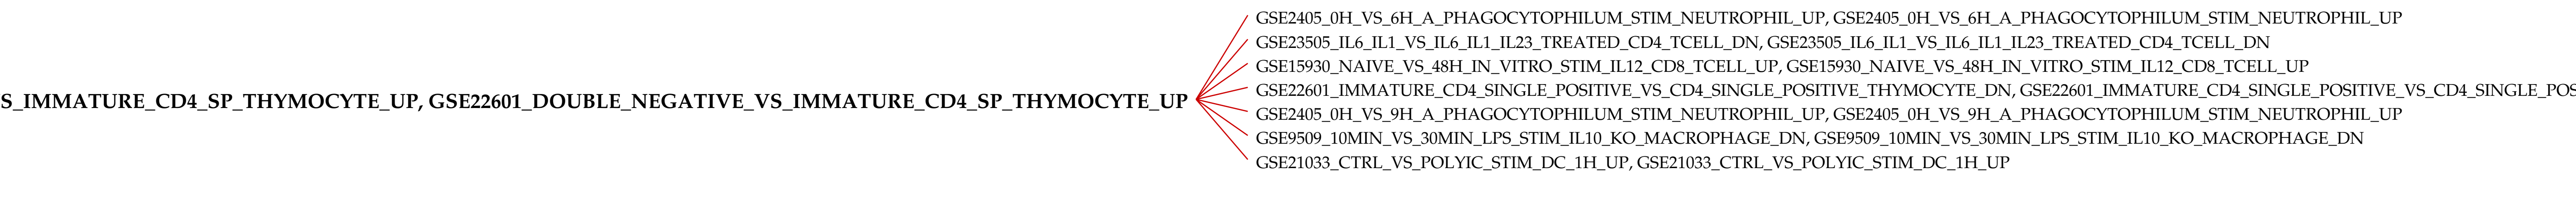 GSE2405_0H_VS_6H_A_PHAGOCYTOPHILUM_STIM_NEUTROPHIL_UP, GSE2405_0H_VS_6H_A_PHAGOCYTOPHILUM_STIM_NEUTROPHIL_UP
GSE23505_IL6_IL1_VS_IL6_IL1_IL23_TREATED_CD4_TCELL_DN, GSE23505_IL6_IL1_VS_IL6_IL1_IL23_TREATED_CD4_TCELL_DN
GSE15930_NAIVE_VS_48H_IN_VITRO_STIM_IL12_CD8_TCELL_UP, GSE15930_NAIVE_VS_48H_IN_VITRO_STIM_IL12_CD8_TCELL_UP
GSE22601_IMMATURE_CD4_SINGLE_POSITIVE_VS_CD4_SINGLE_POSITIVE_THYMOCYTE_DN, GSE22601_IMMATURE_CD4_SINGLE_POSITIVE_VS_CD4_SINGLE_POS
S_IMMATURE_CD4_SP_THYMOCYTE_UP, GSE22601_DOUBLE_NEGATIVE_VS_IMMATURE_CD4_SP_THYMOCYTE_UP
GSE2405_0H_VS_9H_A_PHAGOCYTOPHILUM_STIM_NEUTROPHIL_UP, GSE2405_0H_VS_9H_A_PHAGOCYTOPHILUM_STIM_NEUTROPHIL_UP
GSE9509_10MIN_VS_30MIN_LPS_STIM_IL10_KO_MACROPHAGE_DN, GSE9509_10MIN_VS_30MIN_LPS_STIM_IL10_KO_MACROPHAGE_DN
GSE21033_CTRL_VS_POLYIC_STIM_DC_1H_UP, GSE21033_CTRL_VS_POLYIC_STIM_DC_1H_UP